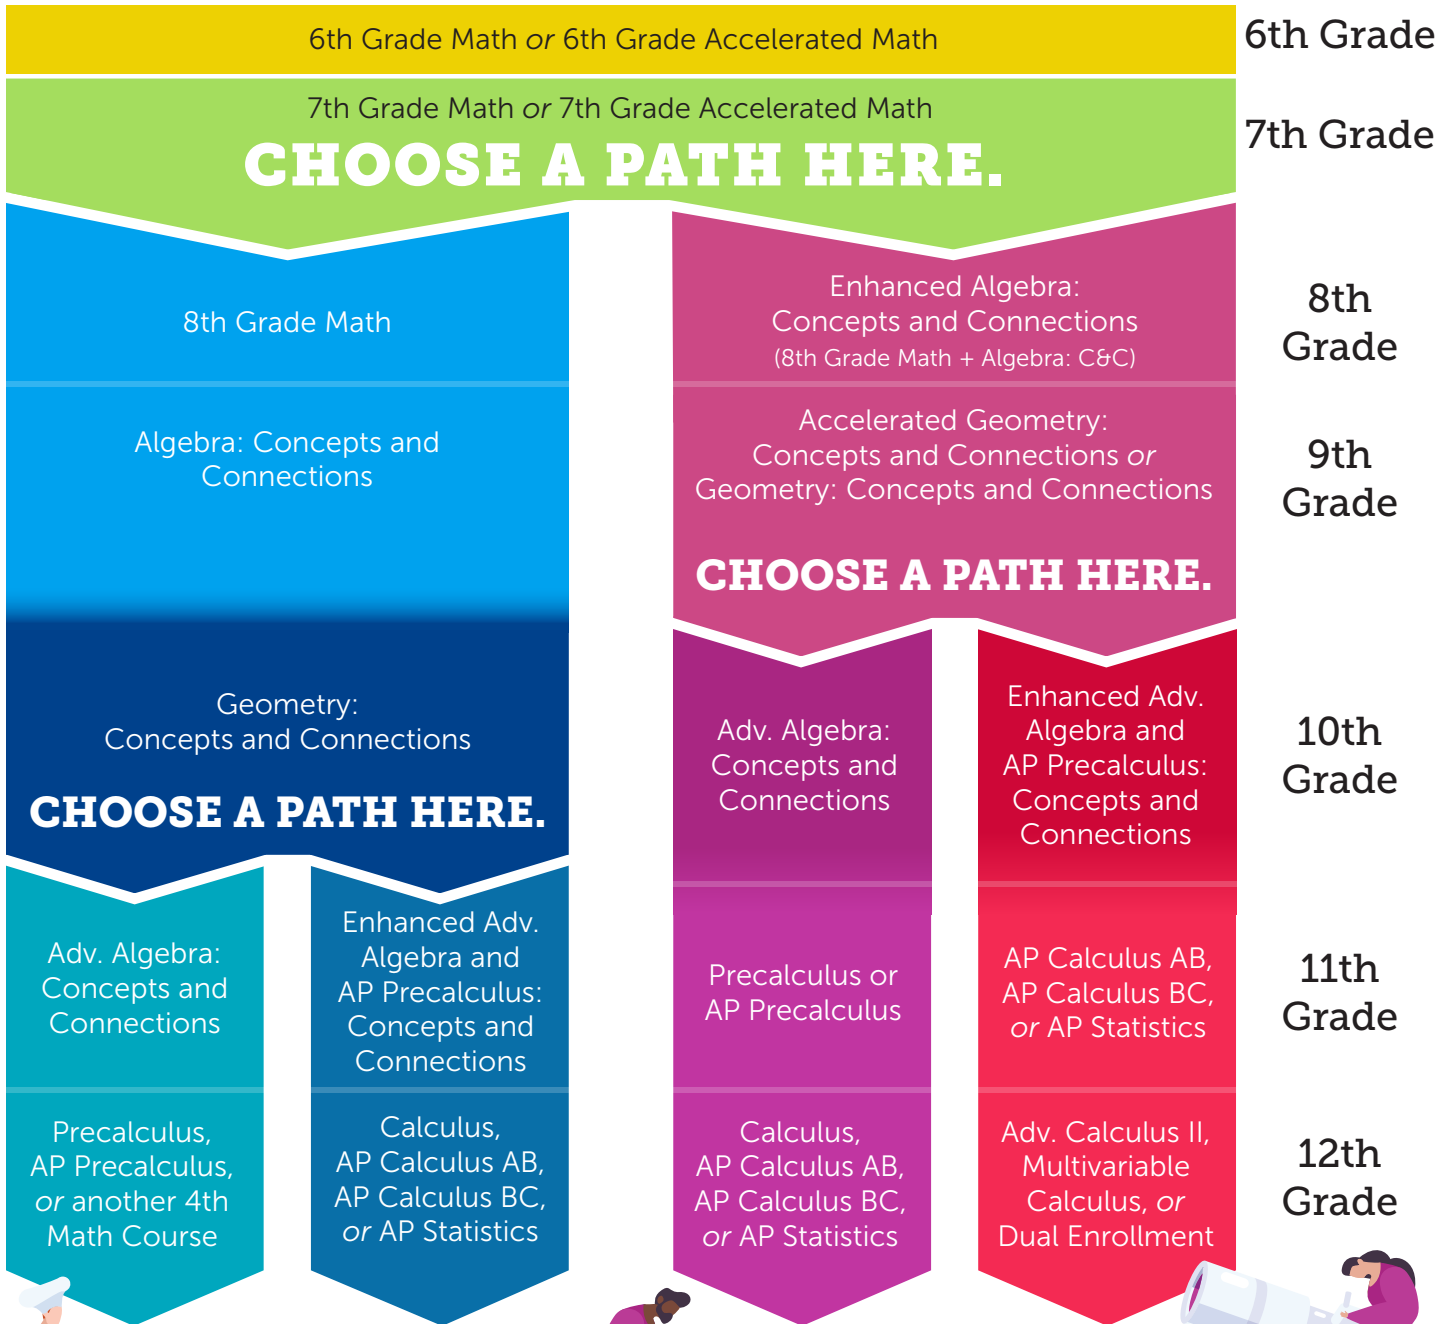 6th Grade Math or 6th Grade Accelerated Math
6th Grade
7th Grade Math or 7th Grade Accelerated Math
CHOOSE A PATH HERE.
7th Grade
8th Grade Math
Enhanced Algebra:
Concepts and Connections
(8th Grade Math + Algebra: C&C)
8th
Grade
Algebra: Concepts and
Connections
Accelerated Geometry:
Concepts and Connections or
Geometry: Concepts and Connections
CHOOSE A PATH HERE.
9th
Grade
Geometry:
Concepts and Connections
CHOOSE A PATH HERE.
Adv. Algebra:
Concepts and
Connections
Enhanced Adv.
Algebra and
AP Precalculus:
Concepts and
Connections
10th
Grade
Adv. Algebra:
Concepts and
Connections
Enhanced Adv.
Algebra and
AP Precalculus:
Concepts and
Connections
Precalculus or
AP Precalculus
AP Calculus AB,
AP Calculus BC,
or AP Statistics
11th
Grade
Precalculus,
AP Precalculus,
or another 4th
Math Course
Calculus,
AP Calculus AB,
AP Calculus BC,
or AP Statistics
Calculus,
AP Calculus AB,
AP Calculus BC,
or AP Statistics
Adv. Calculus II,
Multivariable
Calculus, or
Dual Enrollment
12th
Grade